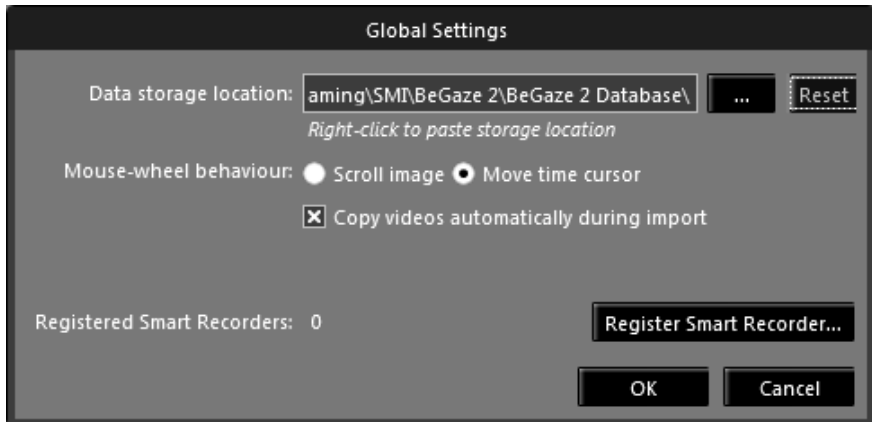 Global Settings
Data storage location: aming\SMI\BeGaze 2\BeGaze 2 Database\ ... Reset
Right-click to paste storage location
Mouse-wheel behaviour: Scroll image Move time cursor
Copy videos automatically during import
Registered Smart Recorders: 0 Register Smart Recorder...
OK Cancel